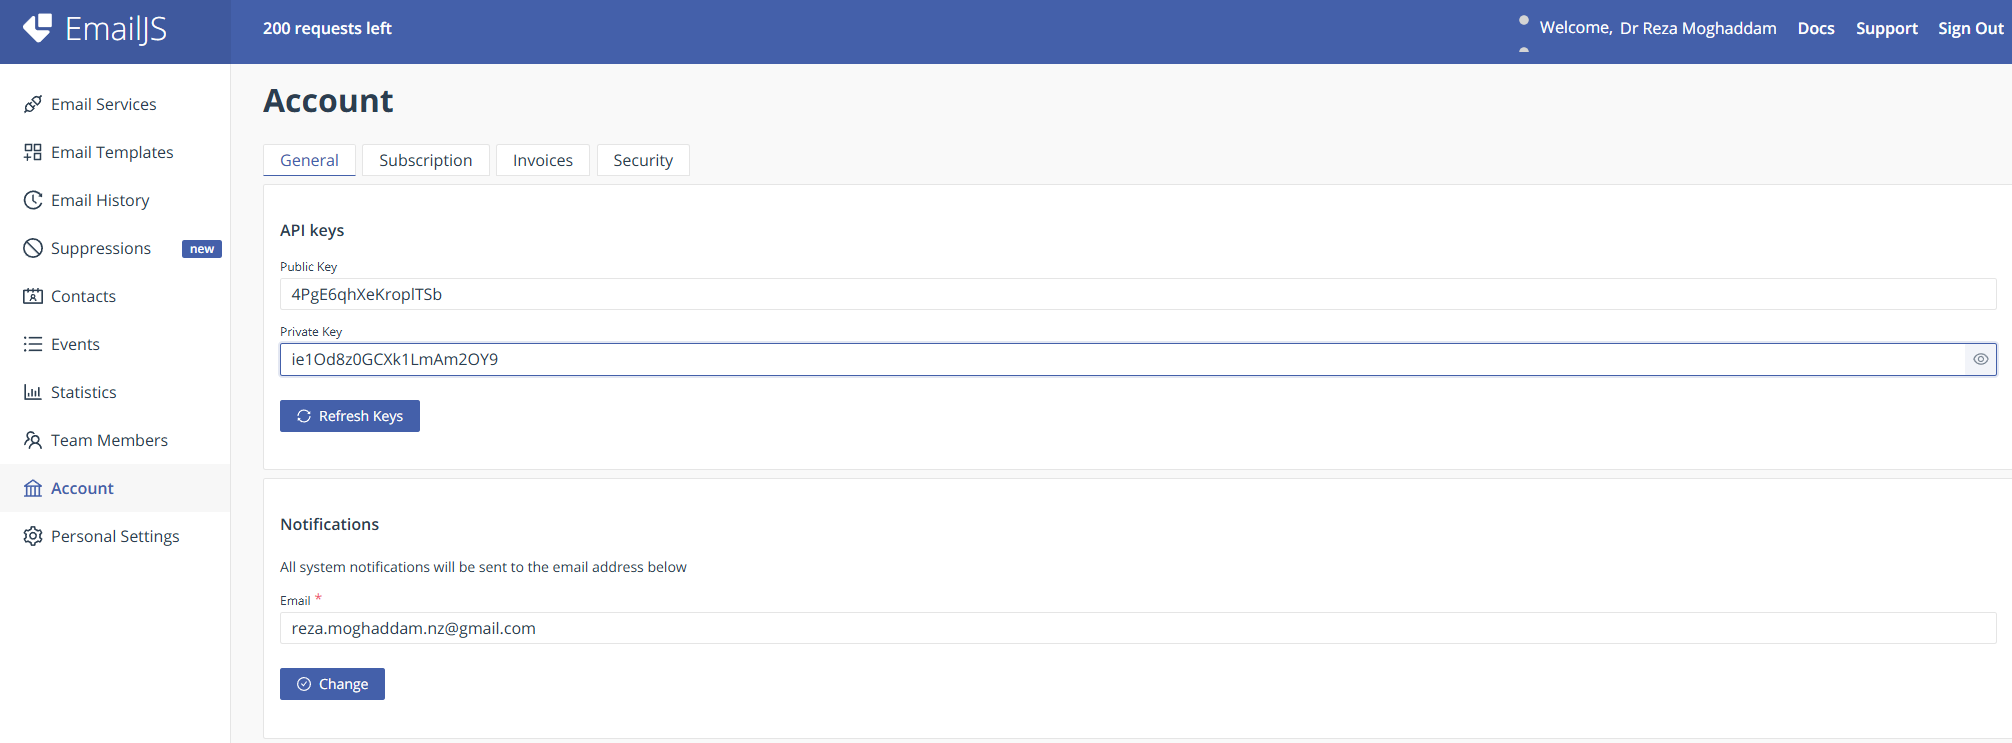 EmailJS
200 requests left
Welcome, Dr Reza Moghaddam
Docs
Support
Sign Out
Email Services
Email Templates
Email History
Suppressions new
Contacts
Events
Statistics
Team Members
Account
Personal Settings
Account
General
Subscription
Invoices
Security
API keys
Public Key
4PgE6qhXeKroplTSb
Private Key
ie1Od8z0GCXk1LmAm2OY9
Refresh Keys
Notifications
All system notifications will be sent to the email address below
Email *
reza.moghaddam.nz@gmail.com
Change